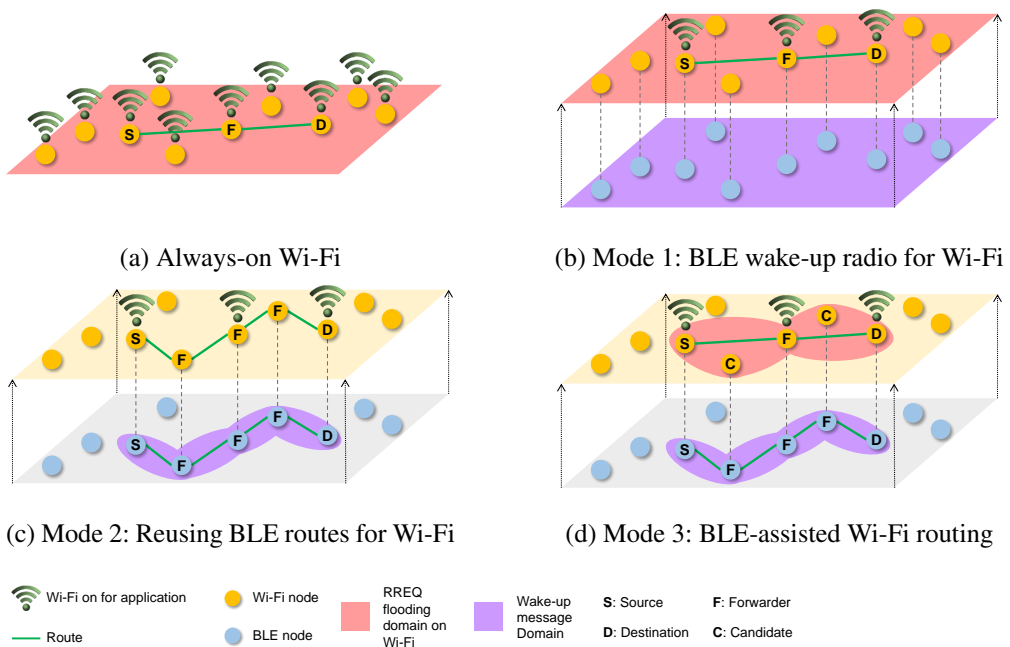 S F D
(a) Always-on Wi-Fi
S F D
(b) Mode 1: BLE wake-up radio for Wi-Fi
S F F F D
S F F F D
(c) Mode 2: Reusing BLE routes for Wi-Fi
S C F C D
S F F F D
(d) Mode 3: BLE-assisted Wi-Fi routing
Wi-Fi on for application
Route
Wi-Fi node
BLE node
RREQ
flooding
domain on
Wi-Fi
Wake-up
message
Domain
S: Source
D: Destination
F: Forwarder
C: Candidate